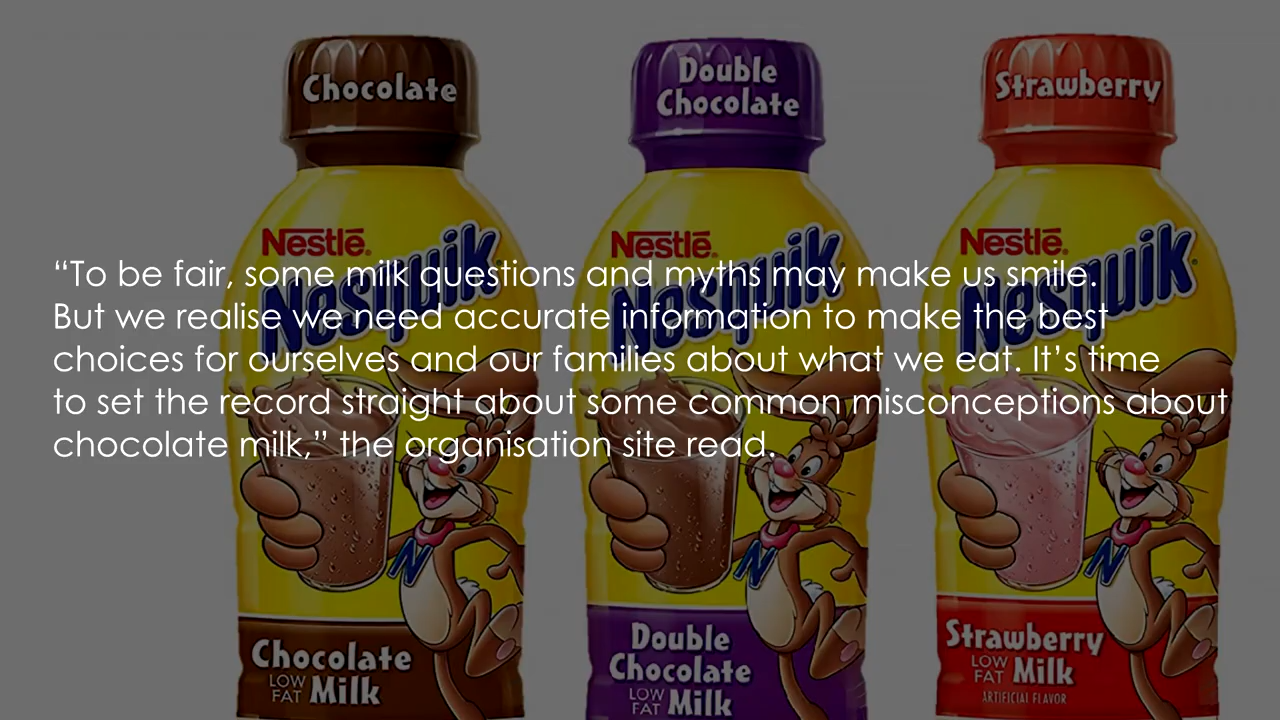 Chocolate
Double
Chocolate
Strawberry
Nestlé
Nesquik
Nestlé
Nesquik
Nestlé
Nesquik
“To be fair, some milk questions and myths may make us smile.
But we realise we need accurate information to make the best
choices for ourselves and our families about what we eat. It’s time
to set the record straight about some common misconceptions about
chocolate milk,” the organisation site read.
N
N
N
Chocolate
LOW
FAT Milk
Double
Chocolate
LOW
FAT Milk
Strawberry
LOW
FAT Milk
ARTIFICIAL FLAVOR